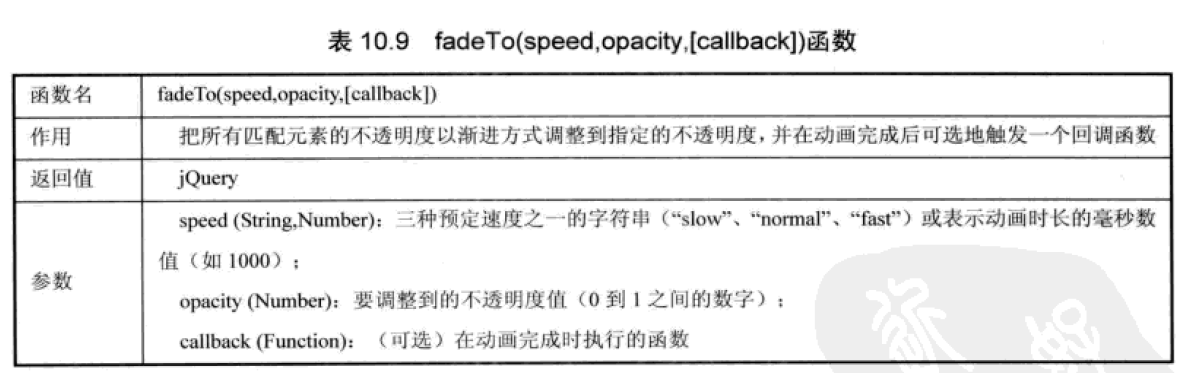 表 10.9 fadeTo(speed,opacity,[callback])函数
函数名 fadeTo(speed,opacity,[callback])
作用 把所有匹配元素的不透明度以渐进方式调整到指定的不透明度，并在动画完成后可选地触发一个回调函数
返回值 jQuery
参数 speed (String,Number)：三种预定速度之一的字符串（“slow”、“normal”、“fast”）或表示动画时长的毫秒数
值（如 1000）；
opacity (Number)：要调整到的不透明度值（0 到 1 之间的数字）；
callback (Function)：（可选）在动画完成时执行的函数